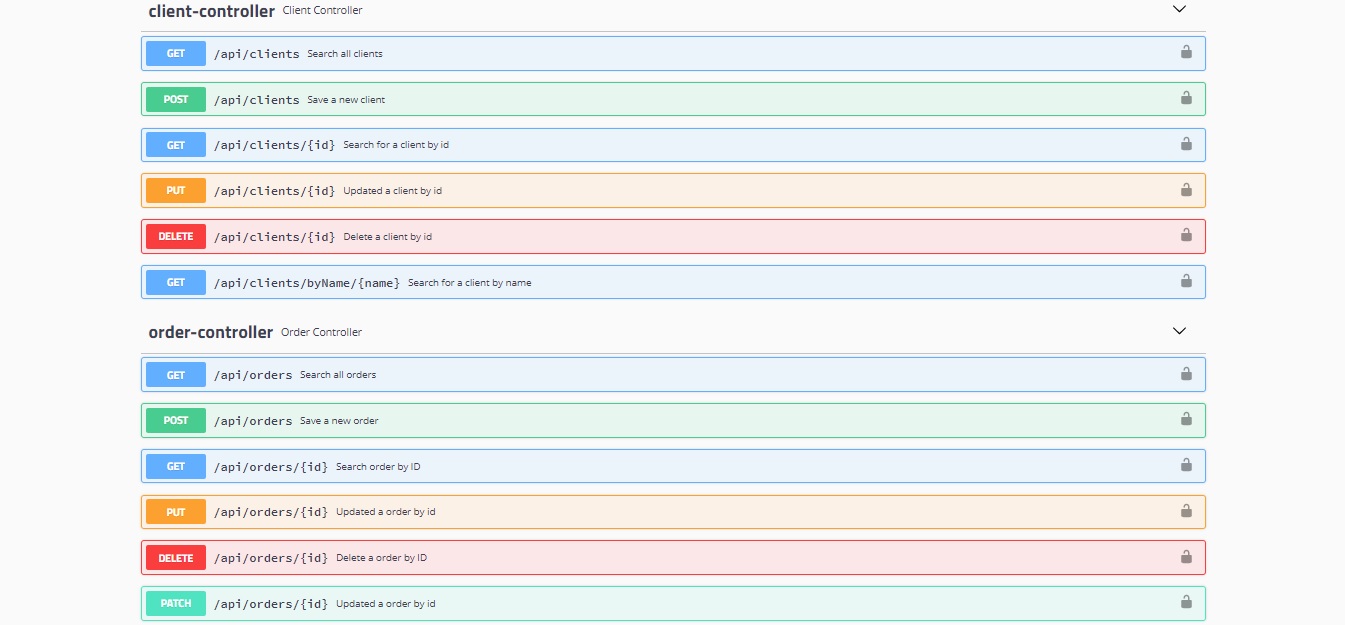 client-controller Client Controller
GET /api/clients Search all clients
POST /api/clients Save a new client
GET /api/clients/{id} Search for a client by id
PUT /api/clients/{id} Updated a client by id
DELETE /api/clients/{id} Delete a client by id
GET /api/clients/byName/{name} Search for a client by name
order-controller Order Controller
GET /api/orders Search all orders
POST /api/orders Save a new order
GET /api/orders/{id} Search order by ID
PUT /api/orders/{id} Updated a order by id
DELETE /api/orders/{id} Delete a order by ID
PATCH /api/orders/{id} Updated a order by id